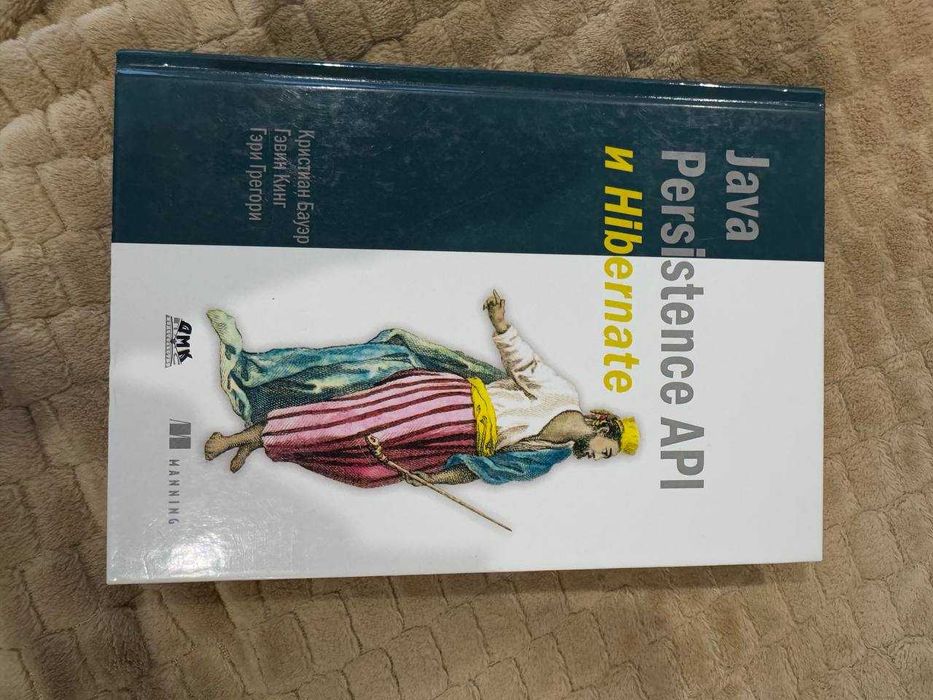 Java
Persistence API
и Hibernate
Кристиан Бауэр
Гэвин Кинг
Гэри Грегори
ДМК
MANNING